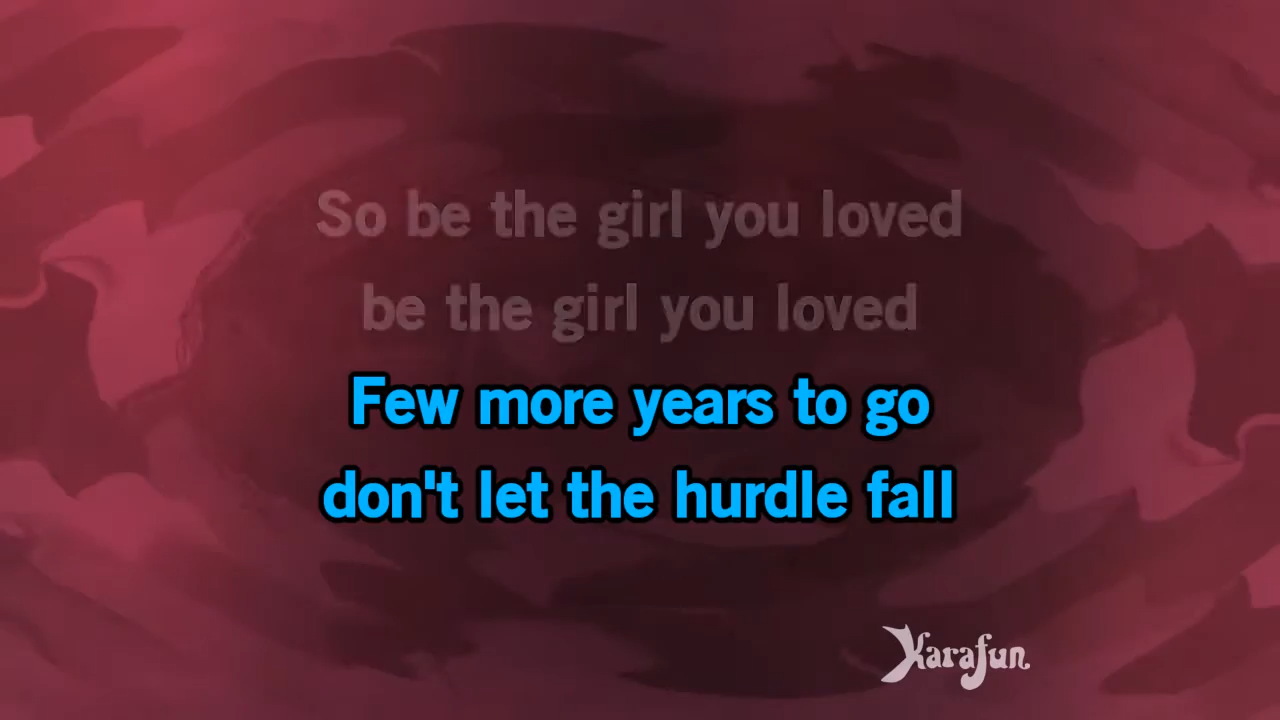 So be the girl you loved
be the girl you loved
Few more years to go
don't let the hurdle fall
Karafun